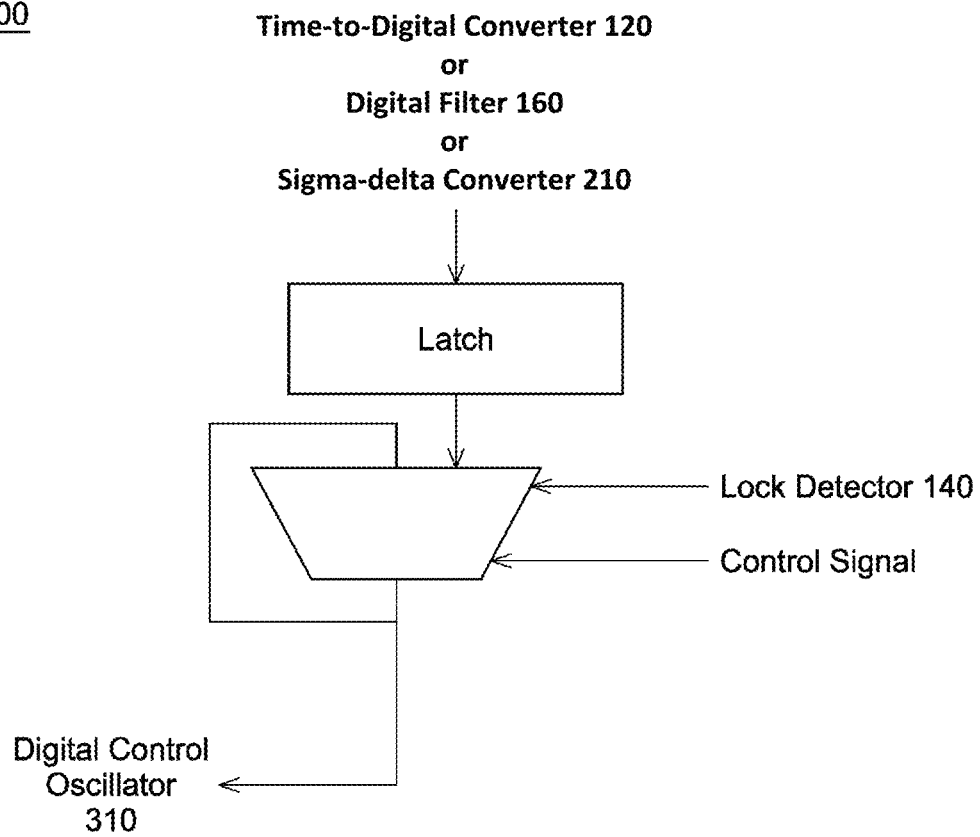 00
Time-to-Digital Converter 120
or
Digital Filter 160
or
Sigma-delta Converter 210
Latch
Lock Detector 140
Control Signal
Digital Control
Oscillator
310